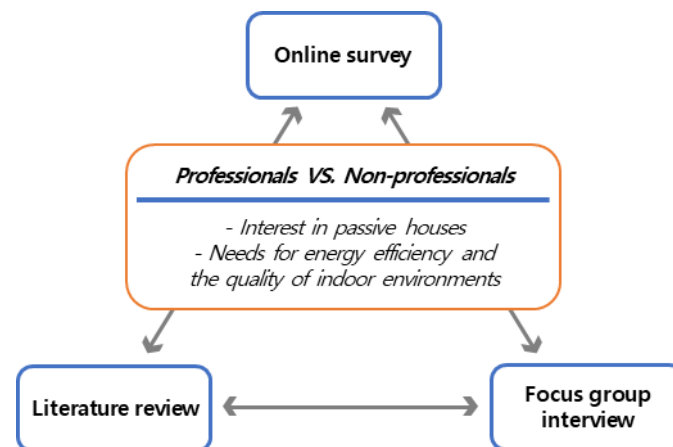 Online survey
Professionals VS. Non-professionals
- Interest in passive houses
- Needs for energy efficiency and
the quality of indoor environments
Literature review
Focus group
interview